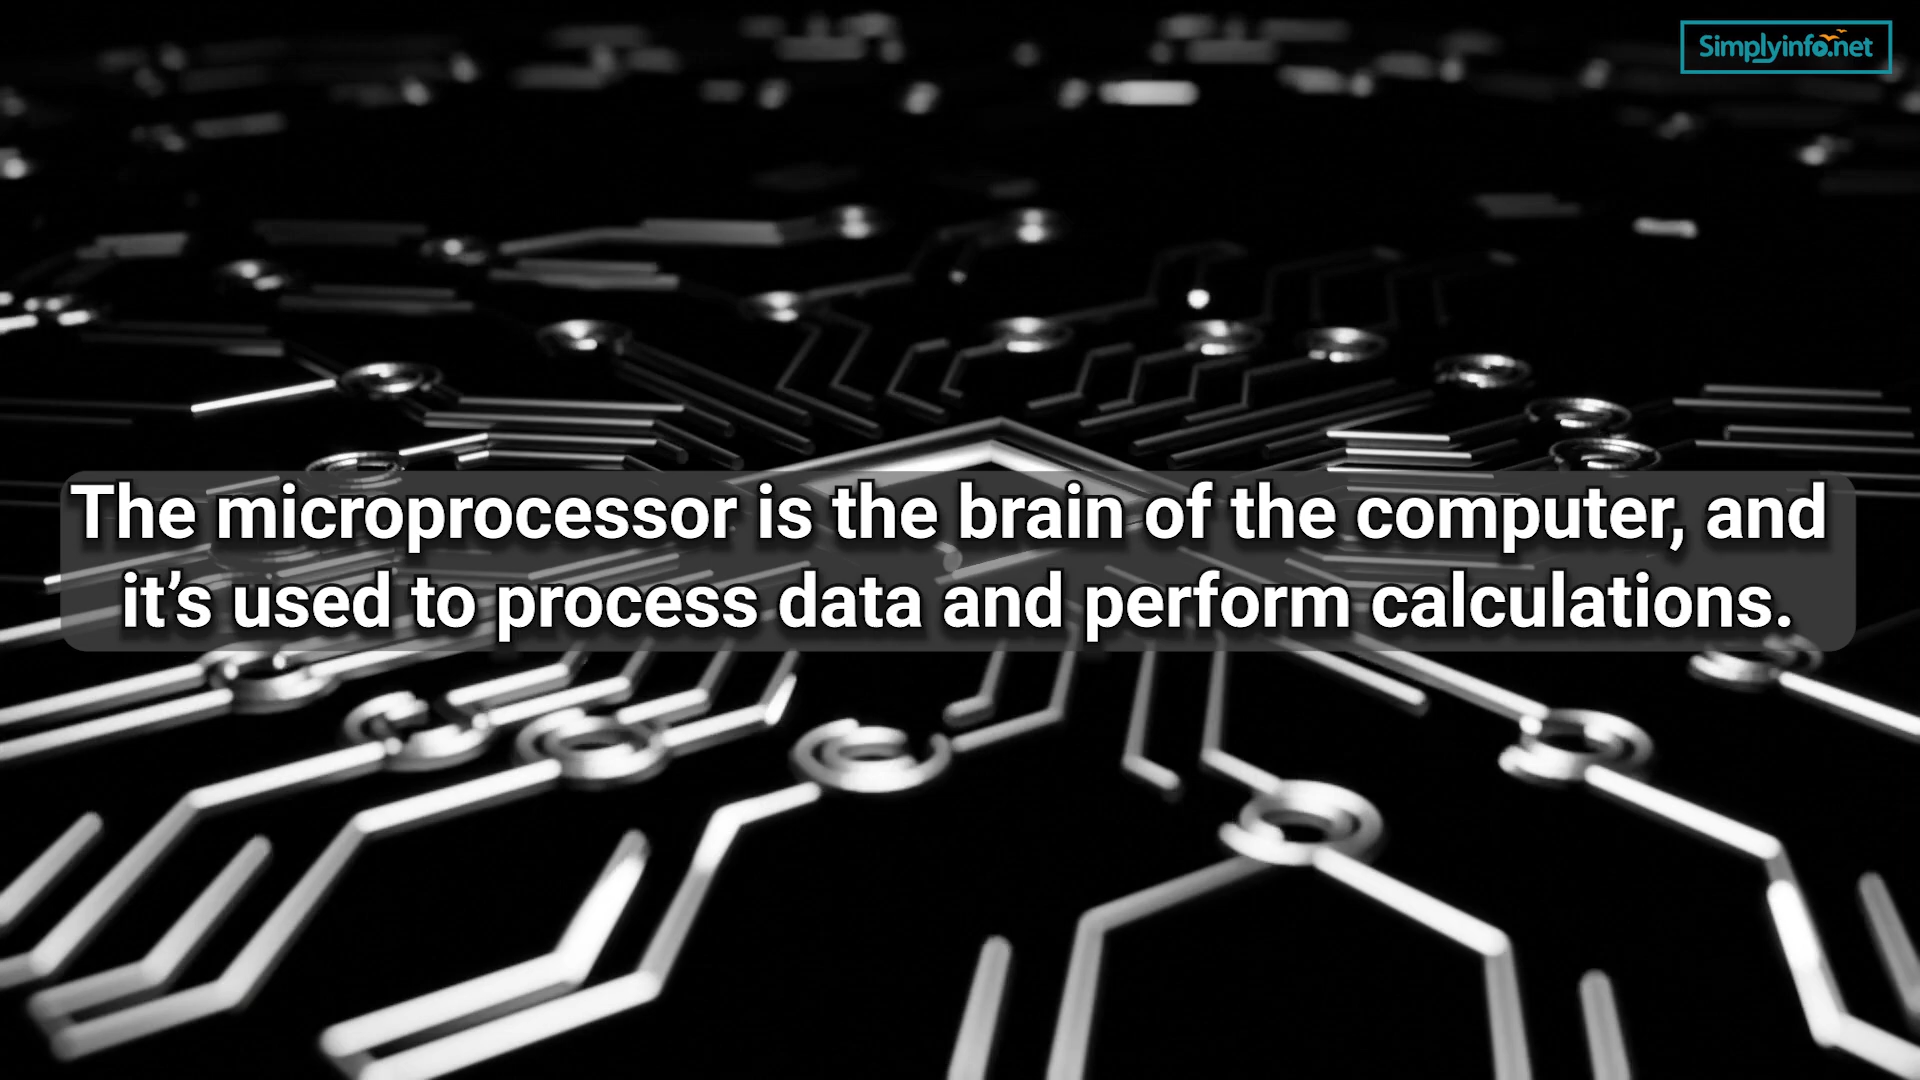 Simplyinfo.net
The microprocessor is the brain of the computer, and
it’s used to process data and perform calculations.